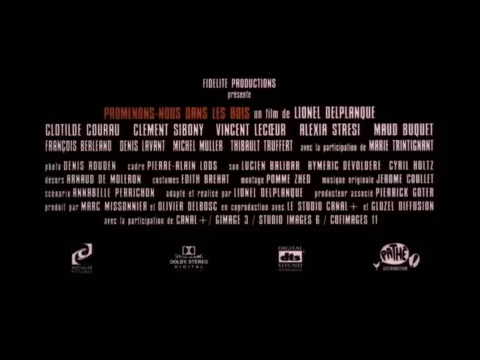 FIDELITE PRODUCTIONS
présente
PROMENONS-NOUS DANS LES BOIS un film de LIONEL DELPLANQUE
CLOTILDE COURAU CLEMENT SIBONY VINCENT LECŒUR ALEXIA STRESI MAUD BUQUET
FRANÇOIS BERLEAND DENIS LAVANT MICHEL MULLER THIBAULT TRUFFERT avec la participation de MARIE TRINTIGNANT
photo DENIS ROUDEN cadre PIERRE-ALAIN LODS son LUCIEN BALIBAR AYMERIC DEVOLDERE CYRIL HOLTZ
décors ARNAUD DE MOLERON costumes EDITH BREHAT montage POMME ZHED musique originale JEROME COULLET
scenario ANNABELLE PERRICHON adapté et réalisé par LIONEL DELPLANQUE producteur associé PIERRICK GOTER
produit par MARC MISSONNIER et OLIVIER DELBOSC en coproduction avec LE STUDIO CANAL+ et GLOZEL DIFFUSION
avec la participation de CANAL+ / GIMAGE 3 / STUDIO IMAGES 6 / COFIMAGES 11
DOLBY STEREO
DIGITAL
DIGITAL
dts
SOUND
PATHÉ
DISTRIBUTION